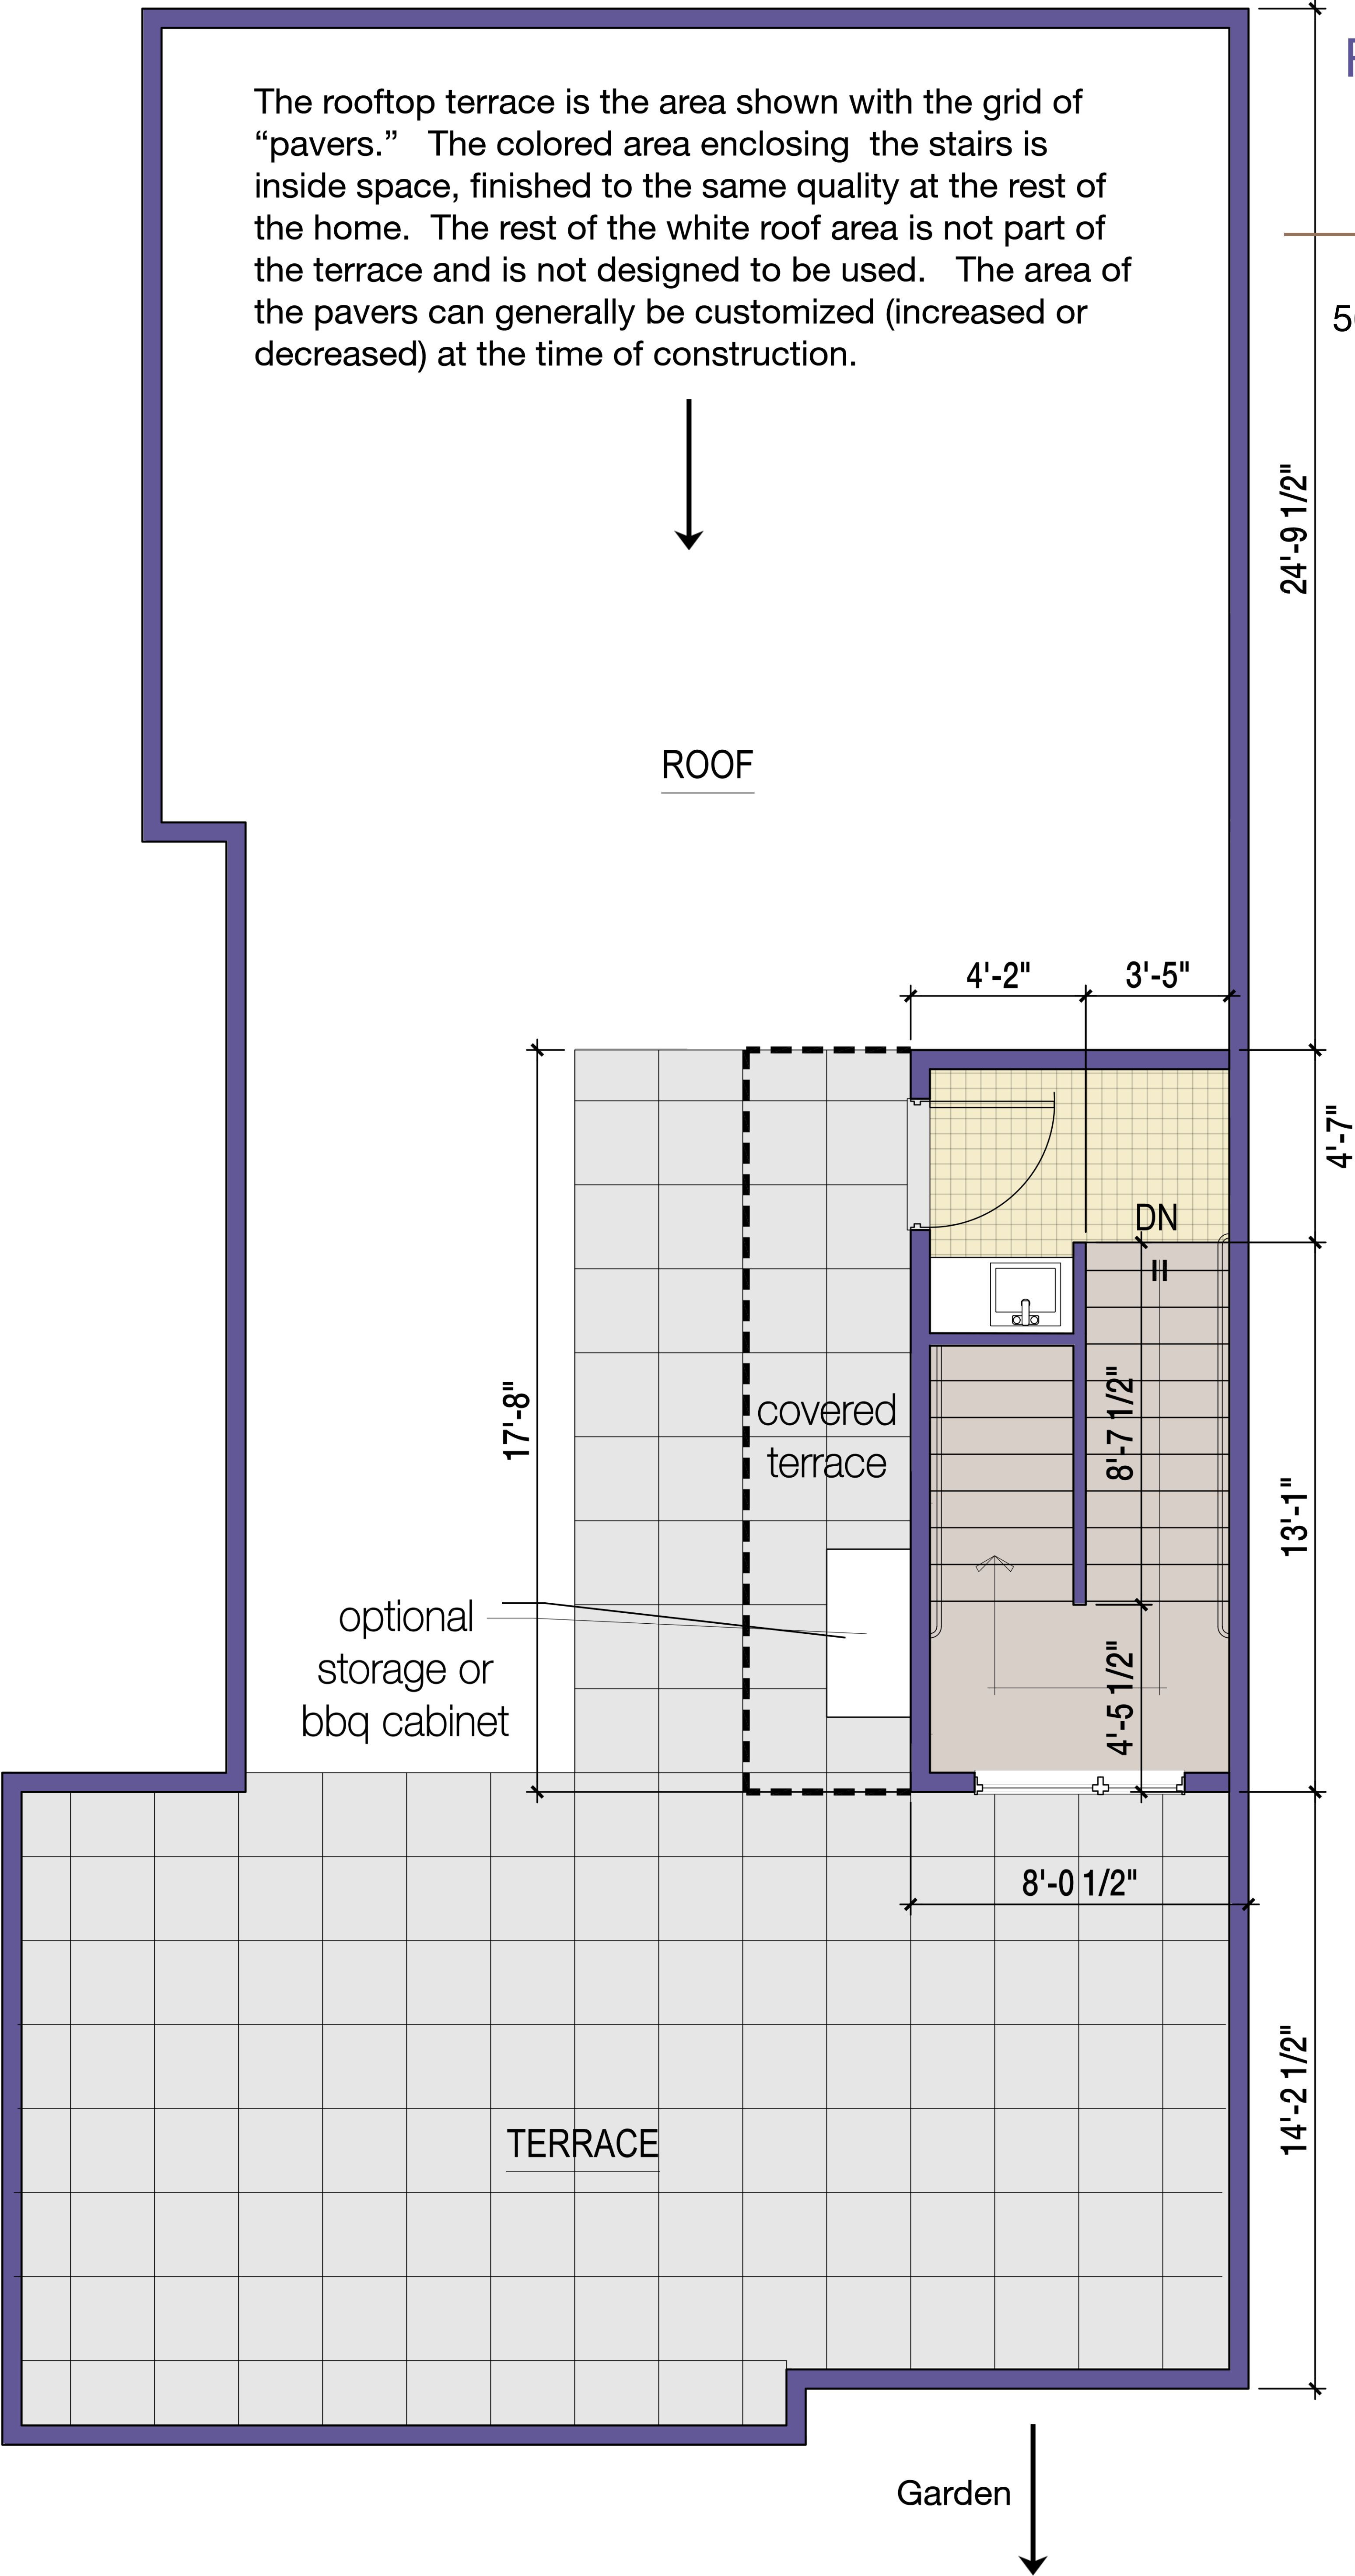 The rooftop terrace is the area shown with the grid of
“pavers.” The colored area enclosing the stairs is
inside space, finished to the same quality at the rest of
the home. The rest of the white roof area is not part of
the terrace and is not designed to be used. The area of
the pavers can generally be customized (increased or
decreased) at the time of construction.
24'-9 1/2"
ROOF
4'-2" 3'-5"
4'-7"
DN
17'-8"
covered
terrace
8'-7 1/2"
13'-1"
optional
storage or
bbq cabinet
4'-5 1/2"
8'-0 1/2"
14'-2 1/2"
TERRACE
Garden